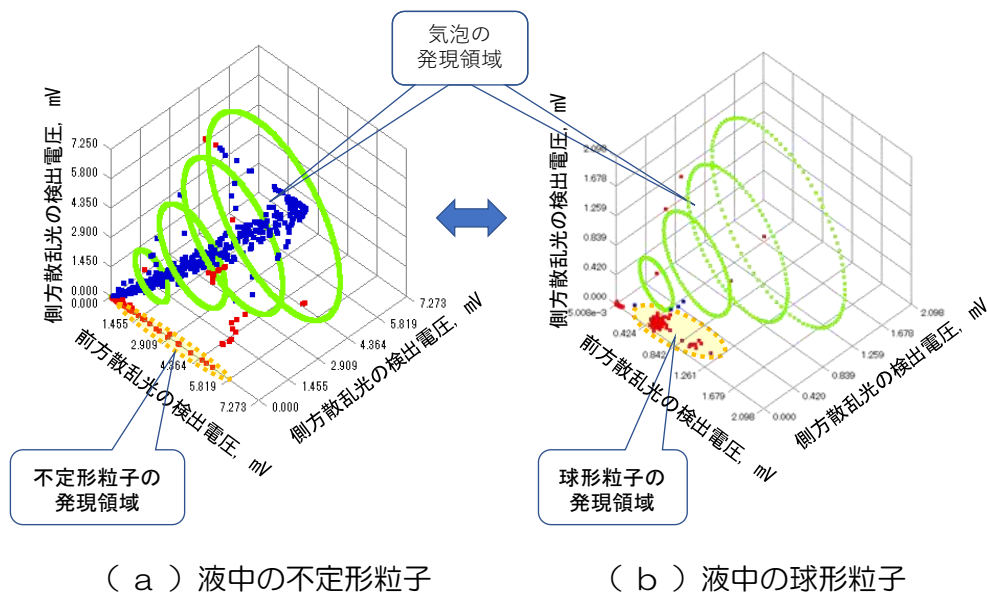 気泡の
発現領域
側方散乱光の検出電圧, mV
7.250
5.800
4.350
2.900
1.450
0.000
0.000
1.455
2.909
4.364
5.819
7.273
前方散乱光の検出電圧, mV
0.000
1.455
2.909
4.364
5.819
7.273
側方散乱光の検出電圧, mV
不定形粒子の
発現領域
(a)液中の不定形粒子
側方散乱光の検出電圧, mV
2.098
1.678
1.259
0.839
0.420
0.000
5.008e-3
0.424
0.842
1.261
1.679
2.098
前方散乱光の検出電圧, mV
0.000
0.420
0.839
1.259
1.678
2.098
側方散乱光の検出電圧, mV
球形粒子の
発現領域
(b)液中の球形粒子